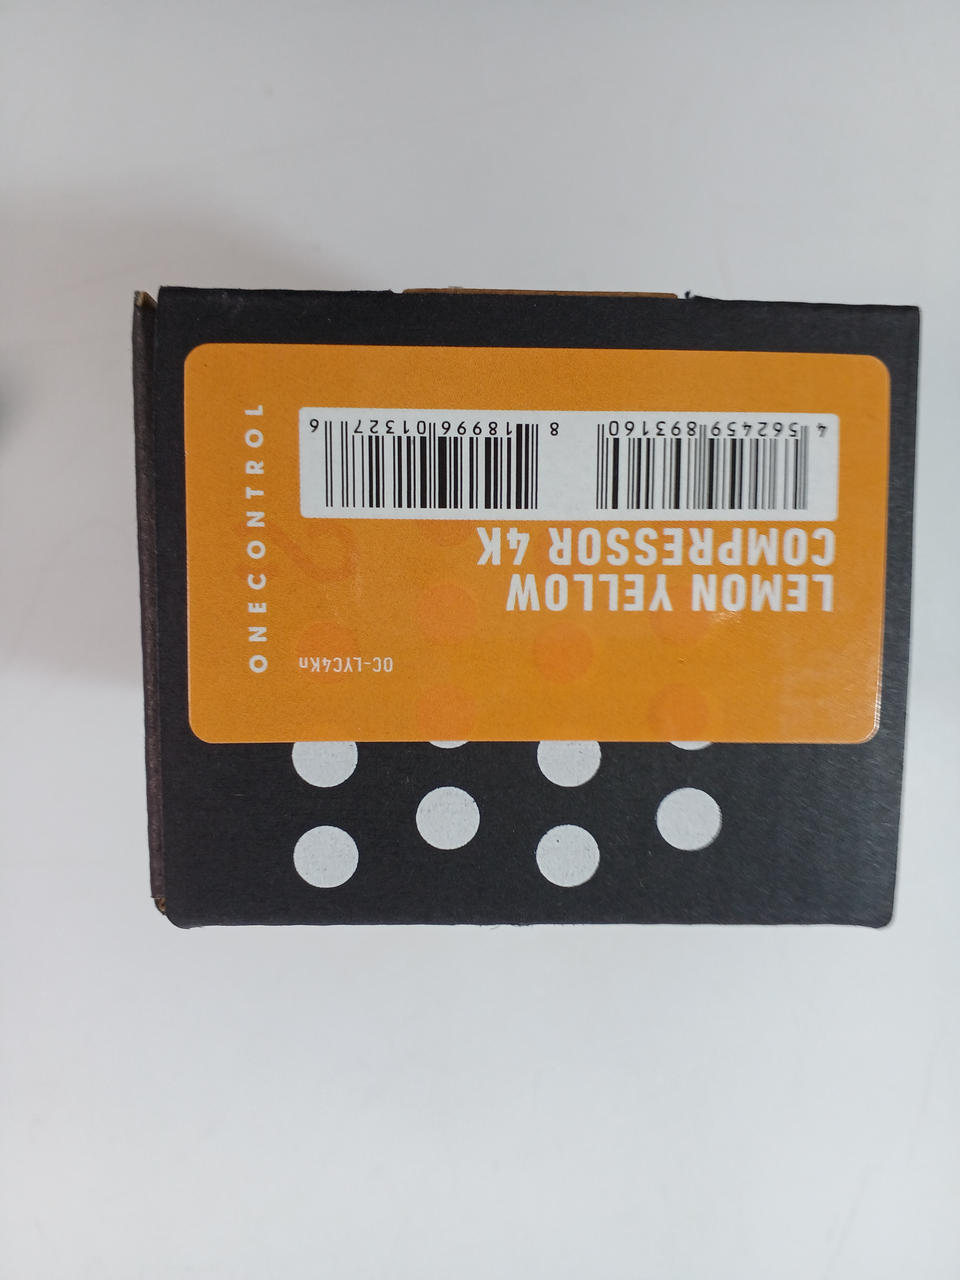 OC-LYC4Kn
LEMON YELLOW
COMPRESSOR 4K
4 562459 893160
8 18996 01327 6
ONECONTROL